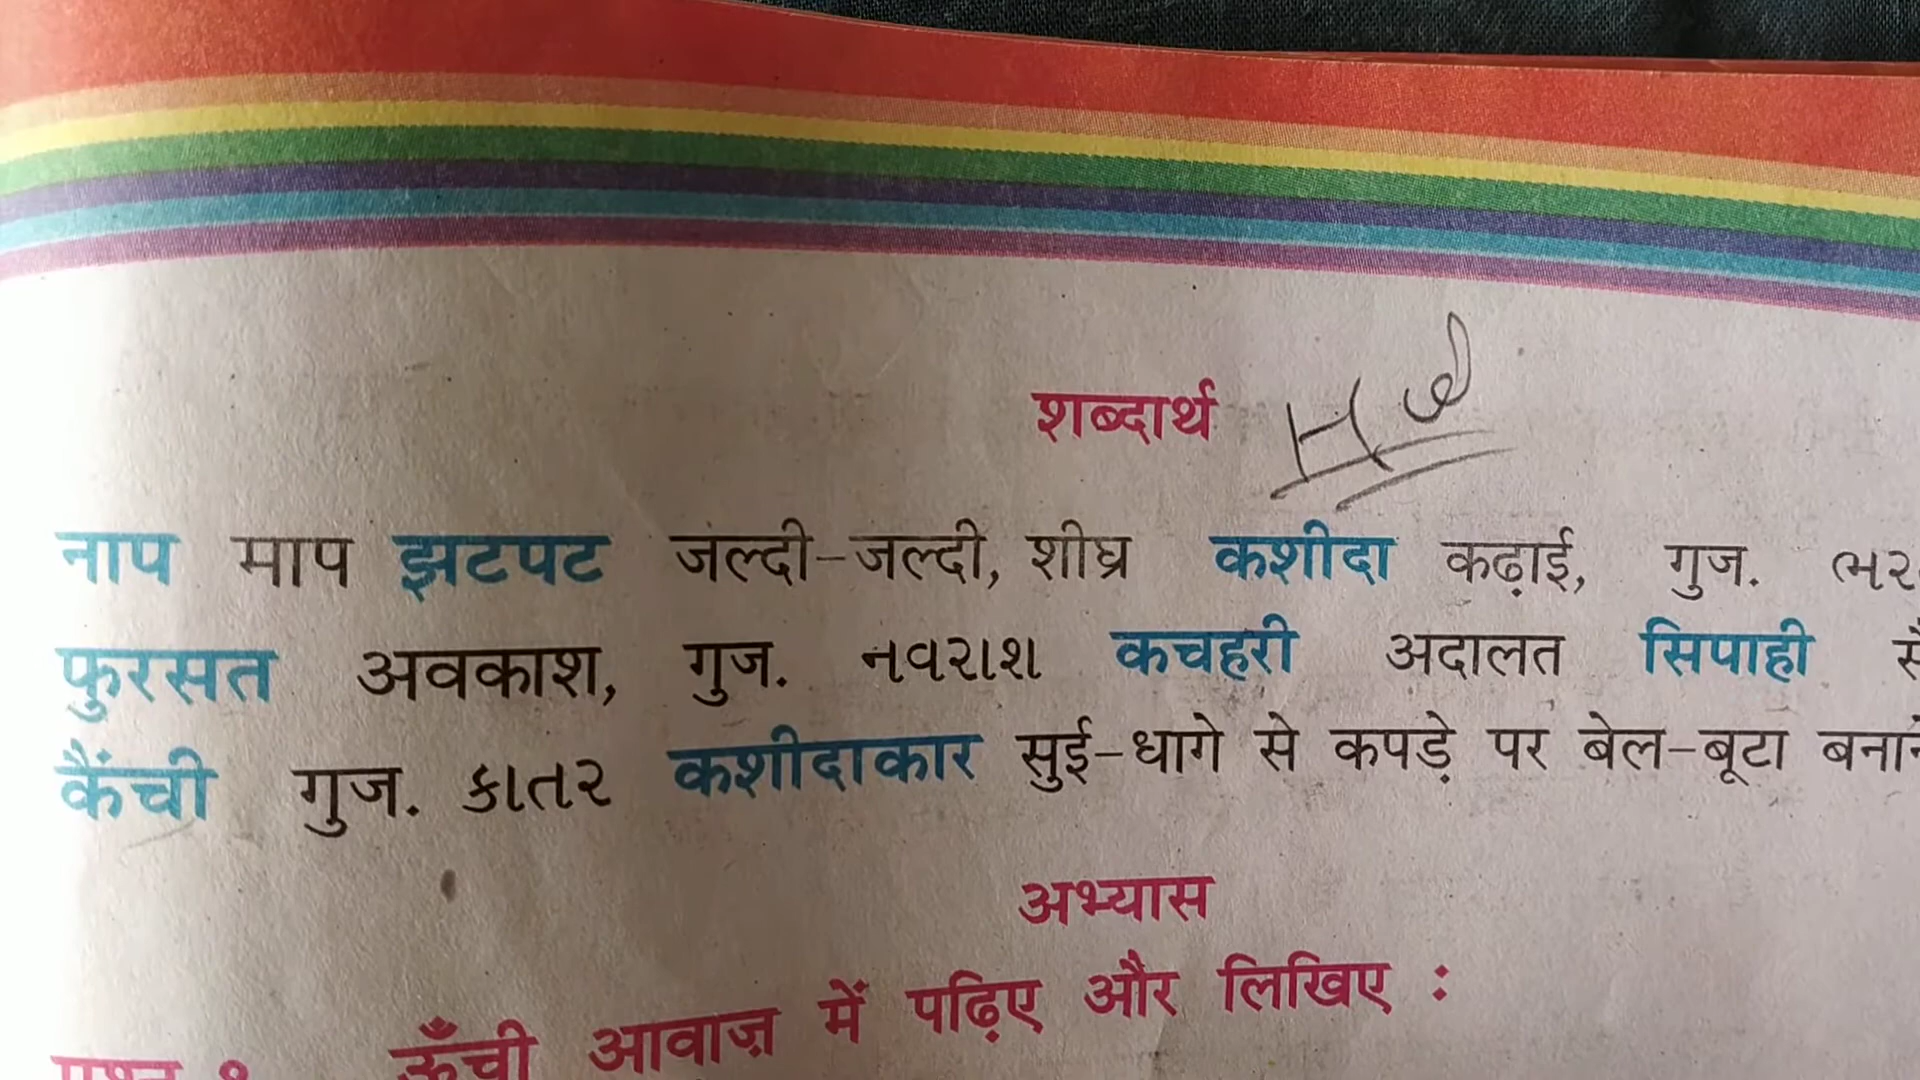 शब्दार्थ
नाप माप झटपट जल्दी-जल्दी, शीघ्र कशीदा कढ़ाई, गुज.
फुरसत अवकाश, गुज. નવરાશ कचहरी अदालत सिपाही
कैंची गुज. કાતર कशीदाकार सुई-धागे से कपड़े पर बेल-बूटा
अभ्यास
ऊँची आवाज़ में पढ़िए और लिखिए :